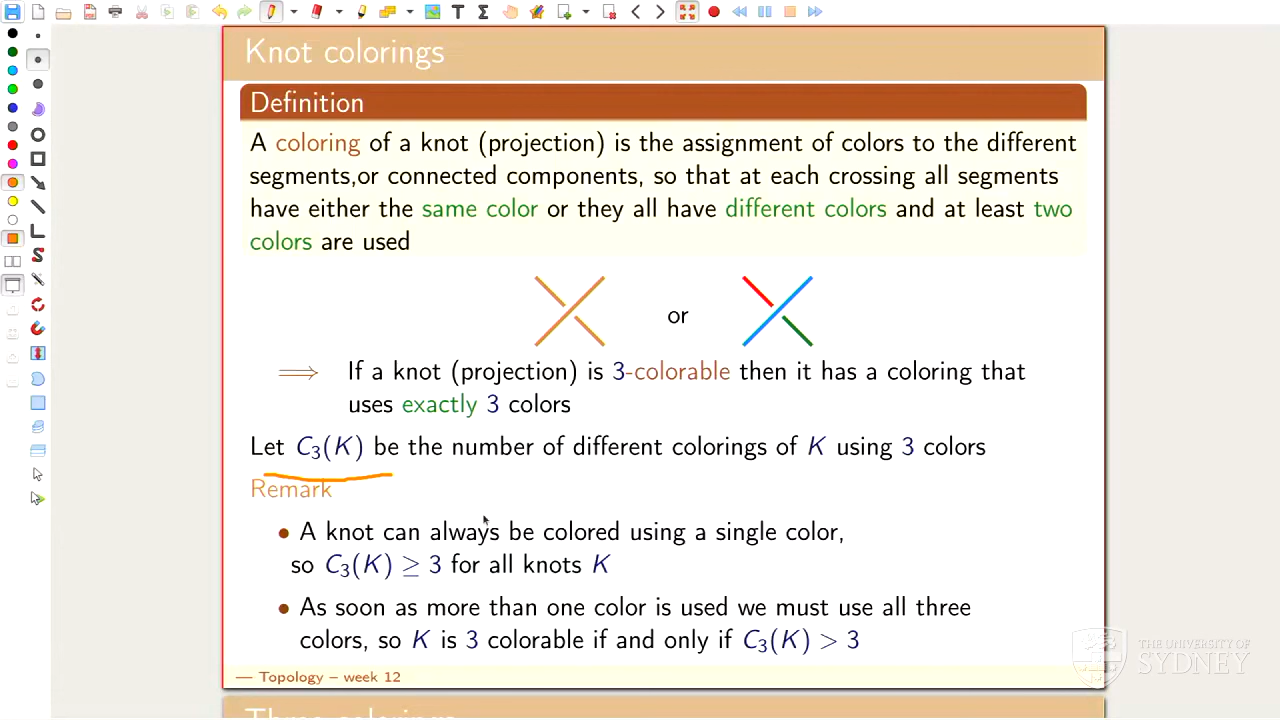 Knot colorings
Definition
A coloring of a knot (projection) is the assignment of colors to the different
segments,or connected components, so that at each crossing all segments
have either the same color or they all have different colors and at least two
colors are used
or
⟹ If a knot (projection) is 3-colorable then it has a coloring that
uses exactly 3 colors
Let C₃(K) be the number of different colorings of K using 3 colors
Remark
• A knot can always be colored using a single color,
so C₃(K) ≥ 3 for all knots K
• As soon as more than one color is used we must use all three
colors, so K is 3 colorable if and only if C₃(K) > 3
— Topology – week 12
THE UNIVERSITY OF
SYDNEY
Three colorings